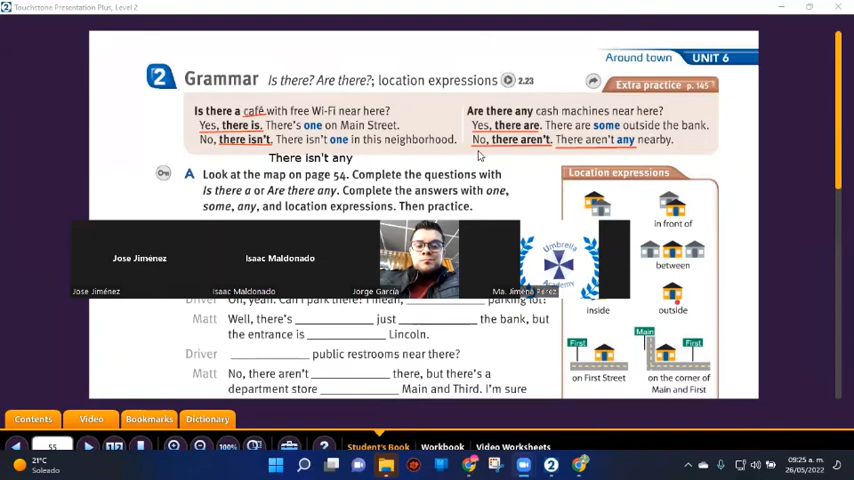 Touchstone Presentation Plus, Level 2
Around town UNIT 6
2 Grammar Is there? Are there?; location expressions 2.23
Extra practice p. 145
Is there a café with free Wi-Fi near here?
Yes, there is. There's one on Main Street.
No, there isn't. There isn't one in this neighborhood.
There isn't any
Are there any cash machines near here?
Yes, there are. There are some outside the bank.
No, there aren't. There aren't any nearby.
A Look at the map on page 54. Complete the questions with
Is there a or Are there any. Complete the answers with one,
some, any, and location expressions. Then practice.
Location expressions
in front of
between
inside
outside
First
Main
First
on First Street
on the corner of
Main and First
Jose Jiménez
Isaac Maldonado
Jose Jiménez
Isaac Maldonado
Jorge García
Umbrella
Academy
Ma. Jimena Perez
Driver Oh, yeah. Can I park there? I mean, ________ parking lot?
Matt Well, there's ________ just ________ the bank, but
the entrance is ________ Lincoln.
Driver ________ public restrooms near there?
Matt No, there aren't ________ there, but there's a
department store ________ Main and Third. I'm sure
Contents
Video
Bookmarks
Dictionary
55
100%
Student's Book
Workbook
Video Worksheets
21°C
Soleado
09:25 a. m.
26/05/2022